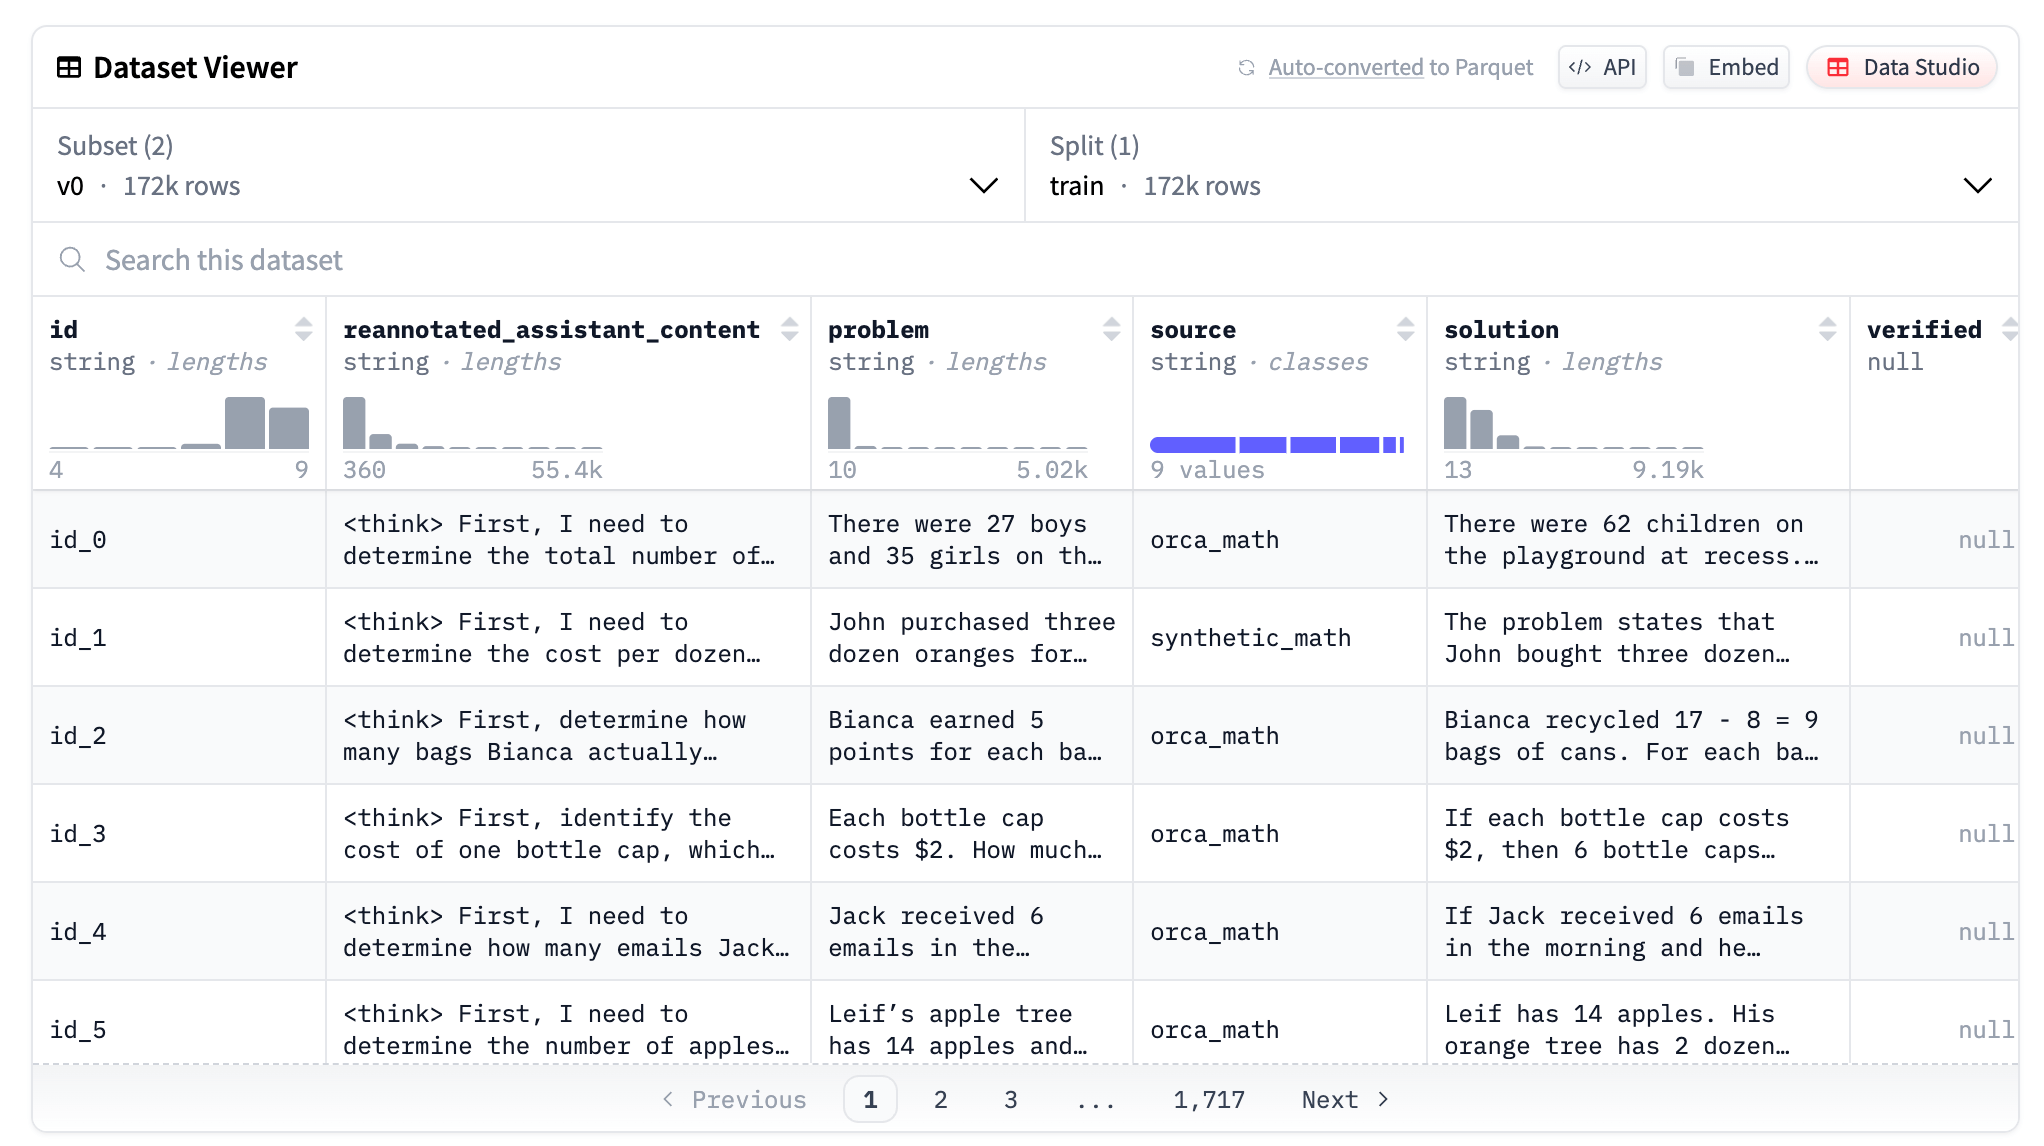 Dataset Viewer
Auto-converted to Parquet
API
Embed
Data Studio
Subset (2)
v0 · 172k rows
Split (1)
train · 172k rows
Search this dataset
id
string · lengths
4 9
reannotated_assistant_content
string · lengths
360 55.4k
problem
string · lengths
10 5.02k
source
string · classes
9 values
solution
string · lengths
13 9.19k
verified
null
id_0
<think> First, I need to
determine the total number of…
There were 27 boys
and 35 girls on th…
orca_math
There were 62 children on
the playground at recess.…
null
id_1
<think> First, I need to
determine the cost per dozen…
John purchased three
dozen oranges for…
synthetic_math
The problem states that
John bought three dozen…
null
id_2
<think> First, determine how
many bags Bianca actually…
Bianca earned 5
points for each ba…
orca_math
Bianca recycled 17 - 8 = 9
bags of cans. For each ba…
null
id_3
<think> First, identify the
cost of one bottle cap, which…
Each bottle cap
costs $2. How much…
orca_math
If each bottle cap costs
$2, then 6 bottle caps…
null
id_4
<think> First, I need to
determine how many emails Jack…
Jack received 6
emails in the…
orca_math
If Jack received 6 emails
in the morning and he…
null
id_5
<think> First, I need to
determine the number of apples…
Leif’s apple tree
has 14 apples and…
orca_math
Leif has 14 apples. His
orange tree has 2 dozen…
null
< Previous 1 2 3 ... 1,717 Next >